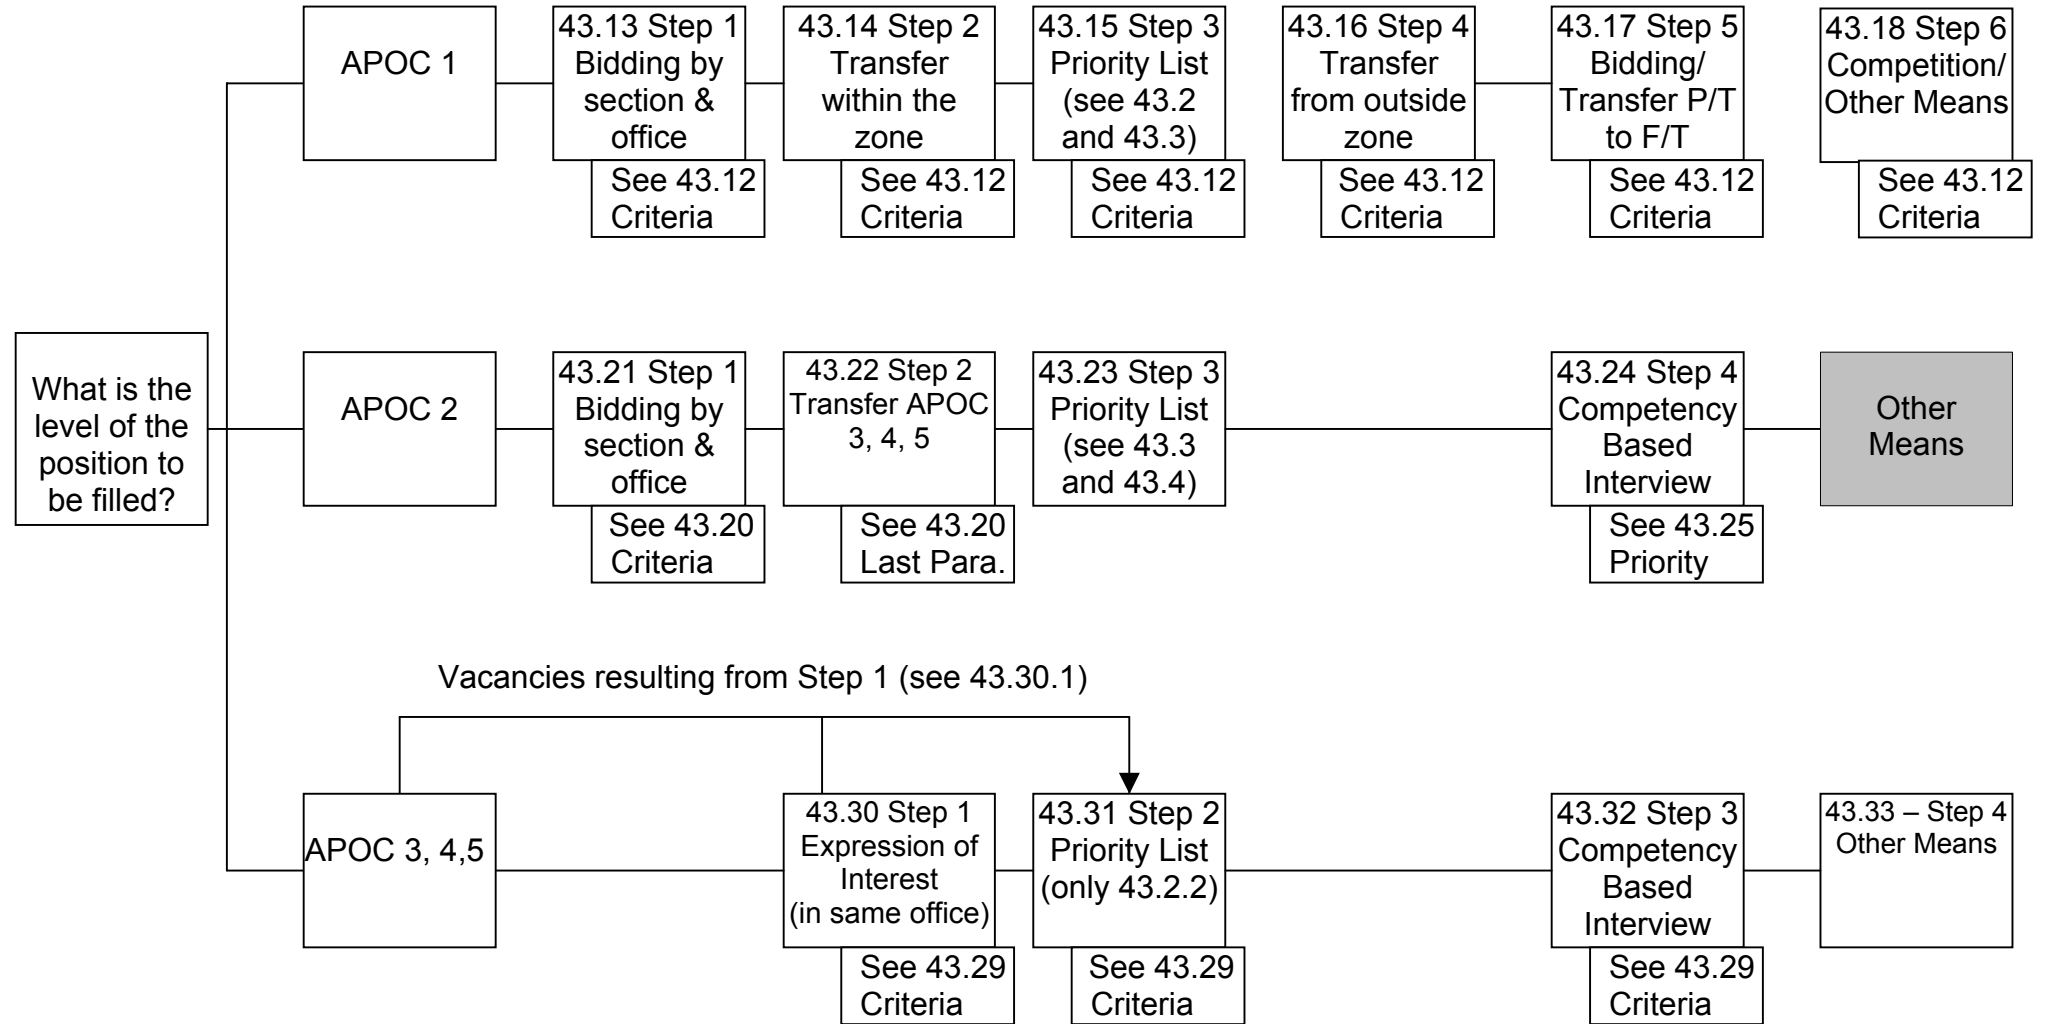 APOC 1
43.13 Step 1
Bidding by
section &
office
See 43.12
Criteria
43.14 Step 2
Transfer
within the
zone
See 43.12
Criteria
43.15 Step 3
Priority List
(see 43.2
and 43.3)
See 43.12
Criteria
43.16 Step 4
Transfer
from outside
zone
See 43.12
Criteria
43.17 Step 5
Bidding/
Transfer P/T
to F/T
See 43.12
Criteria
43.18 Step 6
Competition/
Other Means
See 43.12
Criteria
What is the
level of the
position to
be filled?
APOC 2
43.21 Step 1
Bidding by
section &
office
See 43.20
Criteria
43.22 Step 2
Transfer APOC
3, 4, 5
See 43.20
Last Para.
43.23 Step 3
Priority List
(see 43.3
and 43.4)
43.24 Step 4
Competency
Based
Interview
See 43.25
Priority
Other
Means
Vacancies resulting from Step 1 (see 43.30.1)
APOC 3, 4,5
43.30 Step 1
Expression of
Interest
(in same office)
See 43.29
Criteria
43.31 Step 2
Priority List
(only 43.2.2)
See 43.29
Criteria
43.32 Step 3
Competency
Based
Interview
See 43.29
Criteria
43.33 – Step 4
Other Means